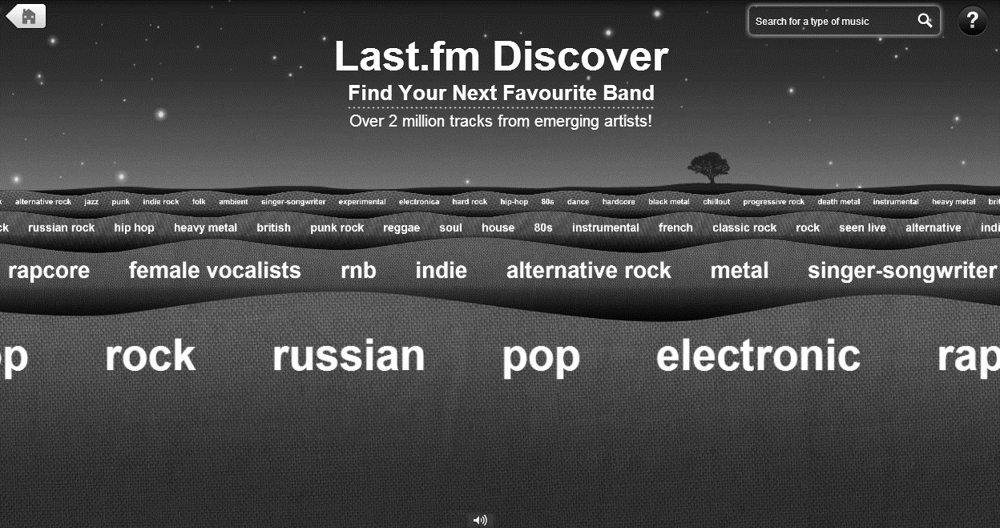 Search for a type of music
?
Last.fm Discover
Find Your Next Favourite Band
Over 2 million tracks from emerging artists!
k alternative rock jazz punk indie rock folk ambient singer-songwriter experimental electronica hard rock hip-hop 80s dance hardcore black metal chillout progressive rock death metal instrumental heavy metal brit
ck russian rock hip hop heavy metal british punk rock reggae soul house 80s instrumental french classic rock rock seen live alternative indi
rapcore female vocalists rnb indie alternative rock metal singer-songwriter
op rock russian pop electronic rap